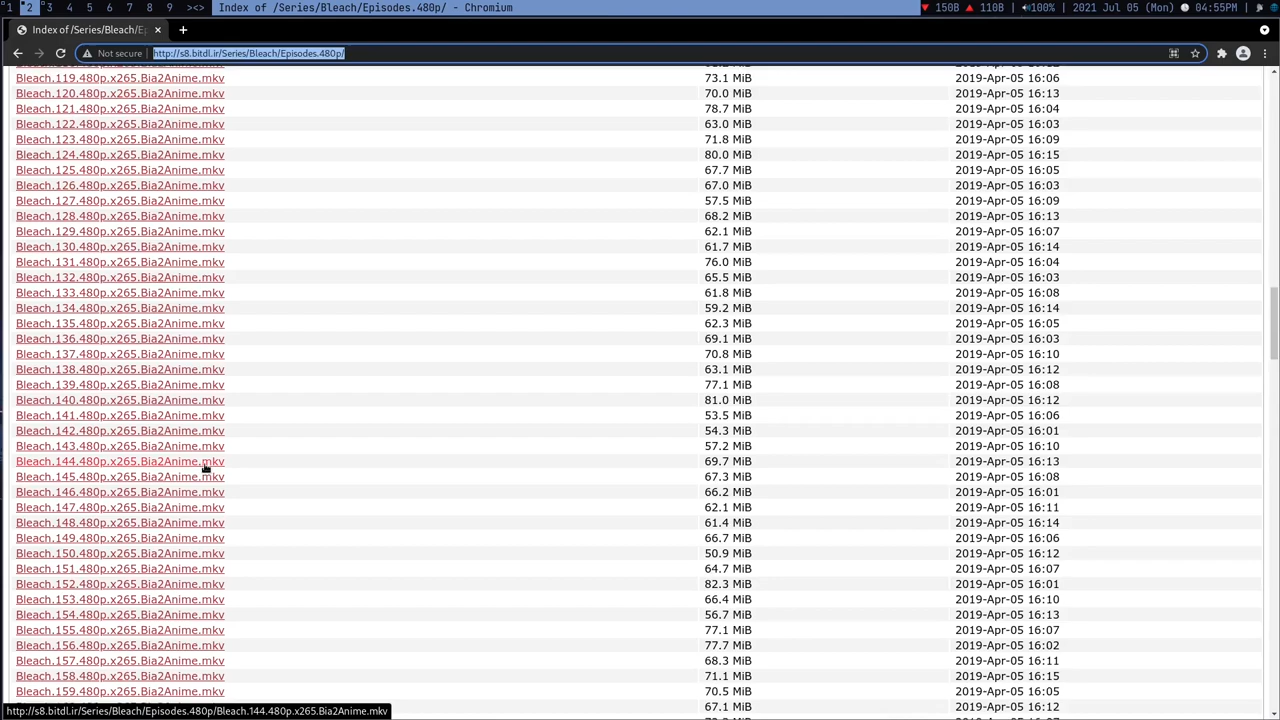 1 2 3 4 5 6 7 8 9 ><> Index of /Series/Bleach/Episodes.480p/ - Chromium ▼ 150B ▲ 110B 100% 2021 Jul 05 (Mon) 04:55PM
Index of /Series/Bleach/Epis
Not secure http://s8.bitdl.ir/Series/Bleach/Episodes.480p/
Bleach.119.480p.x265.Bia2Anime.mkv 73.1 MiB 2019-Apr-05 16:06
Bleach.120.480p.x265.Bia2Anime.mkv 70.0 MiB 2019-Apr-05 16:13
Bleach.121.480p.x265.Bia2Anime.mkv 78.7 MiB 2019-Apr-05 16:04
Bleach.122.480p.x265.Bia2Anime.mkv 63.0 MiB 2019-Apr-05 16:03
Bleach.123.480p.x265.Bia2Anime.mkv 71.8 MiB 2019-Apr-05 16:09
Bleach.124.480p.x265.Bia2Anime.mkv 80.0 MiB 2019-Apr-05 16:15
Bleach.125.480p.x265.Bia2Anime.mkv 67.7 MiB 2019-Apr-05 16:05
Bleach.126.480p.x265.Bia2Anime.mkv 67.0 MiB 2019-Apr-05 16:03
Bleach.127.480p.x265.Bia2Anime.mkv 57.5 MiB 2019-Apr-05 16:09
Bleach.128.480p.x265.Bia2Anime.mkv 68.2 MiB 2019-Apr-05 16:13
Bleach.129.480p.x265.Bia2Anime.mkv 62.1 MiB 2019-Apr-05 16:07
Bleach.130.480p.x265.Bia2Anime.mkv 61.7 MiB 2019-Apr-05 16:14
Bleach.131.480p.x265.Bia2Anime.mkv 76.0 MiB 2019-Apr-05 16:04
Bleach.132.480p.x265.Bia2Anime.mkv 65.5 MiB 2019-Apr-05 16:03
Bleach.133.480p.x265.Bia2Anime.mkv 61.8 MiB 2019-Apr-05 16:08
Bleach.134.480p.x265.Bia2Anime.mkv 59.2 MiB 2019-Apr-05 16:14
Bleach.135.480p.x265.Bia2Anime.mkv 62.3 MiB 2019-Apr-05 16:05
Bleach.136.480p.x265.Bia2Anime.mkv 69.1 MiB 2019-Apr-05 16:03
Bleach.137.480p.x265.Bia2Anime.mkv 70.8 MiB 2019-Apr-05 16:10
Bleach.138.480p.x265.Bia2Anime.mkv 63.1 MiB 2019-Apr-05 16:12
Bleach.139.480p.x265.Bia2Anime.mkv 77.1 MiB 2019-Apr-05 16:08
Bleach.140.480p.x265.Bia2Anime.mkv 81.0 MiB 2019-Apr-05 16:12
Bleach.141.480p.x265.Bia2Anime.mkv 53.5 MiB 2019-Apr-05 16:06
Bleach.142.480p.x265.Bia2Anime.mkv 54.3 MiB 2019-Apr-05 16:01
Bleach.143.480p.x265.Bia2Anime.mkv 57.2 MiB 2019-Apr-05 16:10
Bleach.144.480p.x265.Bia2Anime.mkv 69.7 MiB 2019-Apr-05 16:13
Bleach.145.480p.x265.Bia2Anime.mkv 67.3 MiB 2019-Apr-05 16:08
Bleach.146.480p.x265.Bia2Anime.mkv 66.2 MiB 2019-Apr-05 16:01
Bleach.147.480p.x265.Bia2Anime.mkv 62.1 MiB 2019-Apr-05 16:11
Bleach.148.480p.x265.Bia2Anime.mkv 61.4 MiB 2019-Apr-05 16:14
Bleach.149.480p.x265.Bia2Anime.mkv 66.7 MiB 2019-Apr-05 16:06
Bleach.150.480p.x265.Bia2Anime.mkv 50.9 MiB 2019-Apr-05 16:12
Bleach.151.480p.x265.Bia2Anime.mkv 64.7 MiB 2019-Apr-05 16:07
Bleach.152.480p.x265.Bia2Anime.mkv 82.3 MiB 2019-Apr-05 16:01
Bleach.153.480p.x265.Bia2Anime.mkv 66.4 MiB 2019-Apr-05 16:10
Bleach.154.480p.x265.Bia2Anime.mkv 56.7 MiB 2019-Apr-05 16:13
Bleach.155.480p.x265.Bia2Anime.mkv 77.1 MiB 2019-Apr-05 16:07
Bleach.156.480p.x265.Bia2Anime.mkv 77.7 MiB 2019-Apr-05 16:02
Bleach.157.480p.x265.Bia2Anime.mkv 68.3 MiB 2019-Apr-05 16:11
Bleach.158.480p.x265.Bia2Anime.mkv 71.1 MiB 2019-Apr-05 16:15
Bleach.159.480p.x265.Bia2Anime.mkv 70.5 MiB 2019-Apr-05 16:05
67.1 MiB 2019-Apr-05 16:12
http://s8.bitdl.ir/Series/Bleach/Episodes.480p/Bleach.144.480p.x265.Bia2Anime.mkv